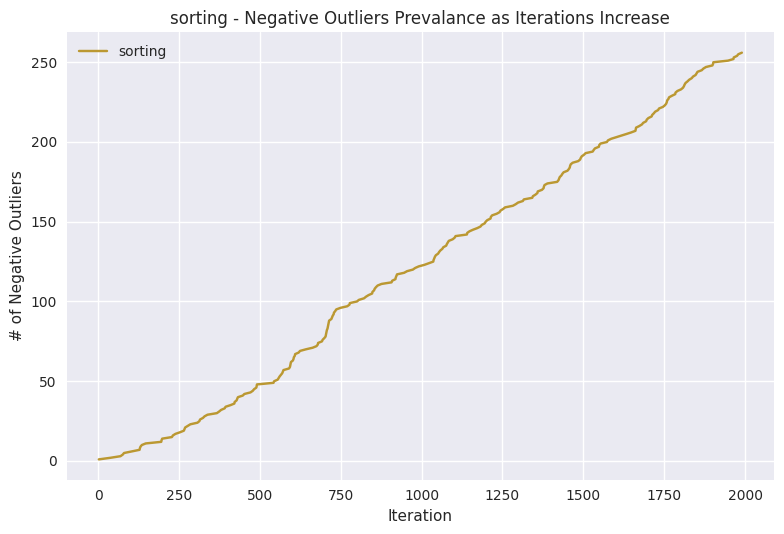 sorting - Negative Outliers Prevalance as Iterations Increase
sorting
# of Negative Outliers
250
200
150
100
50
0
0 250 500 750 1000 1250 1500 1750 2000
Iteration